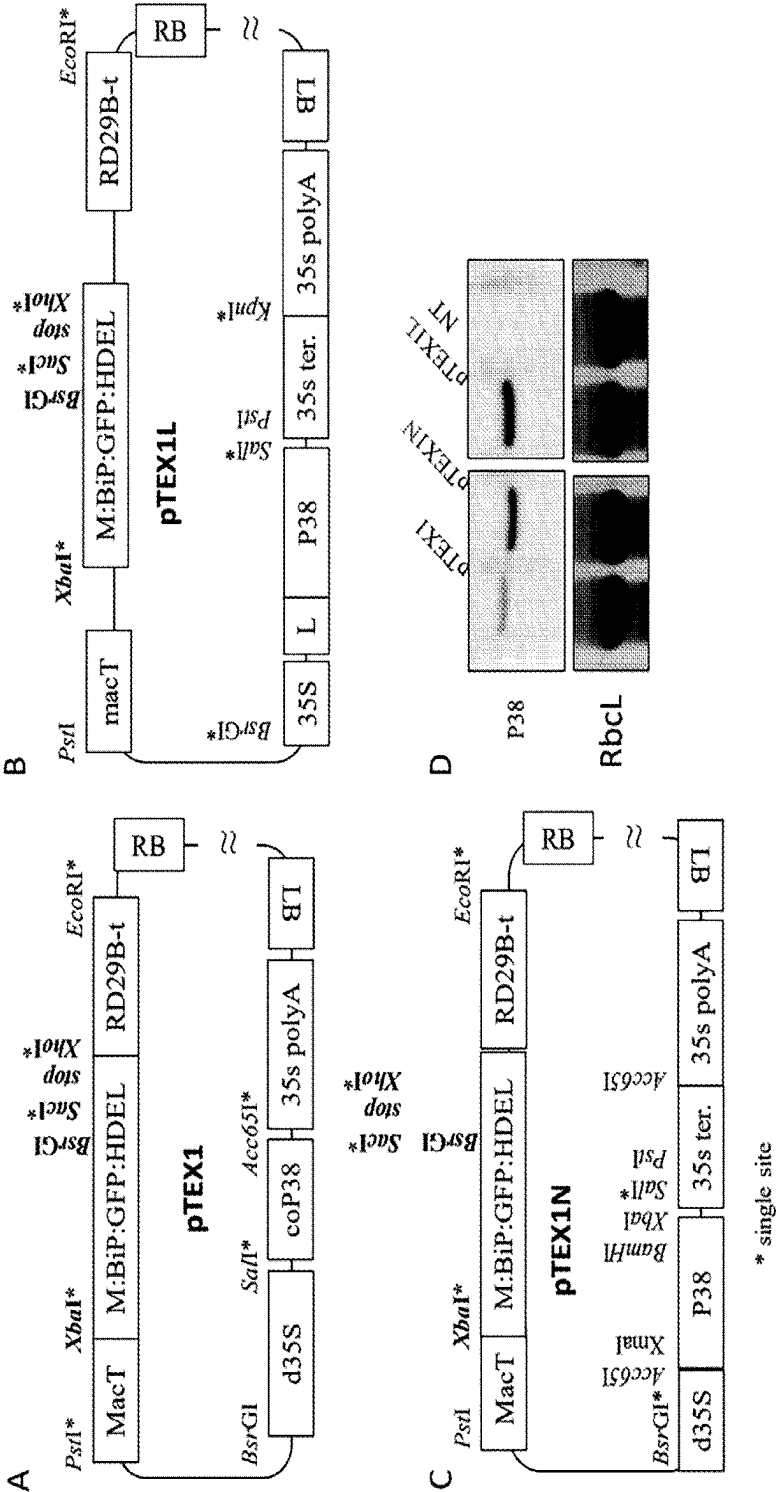 A
PstI* XbaI* BsrGI SacI* stop XhoI* EcoRI*
MacT M:BiP:GFP:HDEL RD29B-t
RB
pTEX1
BsrGI SalI* Acc65I*
d35S coP38 35s polyA LB
B
PstI XbaI* BsrGI SacI* stop XhoI* EcoRI*
macT M:BiP:GFP:HDEL RD29B-t
RB
pTEX1L
BsrGI* SalI* PstI KpnI*
35S L P38 35s ter. 35s polyA LB
C
PstI XbaI* BsrGI SacI* stop XhoI* EcoRI*
MacT M:BiP:GFP:HDEL RD29B-t
RB
pTEX1N
BsrGI* Acc65I XmaI BamHI XbaI SalI* PstI Acc65I
d35S P38 35s ter. 35s polyA LB
* single site
D
pTEX1 pTEX1N pTEX1L NT
P38
RbcL